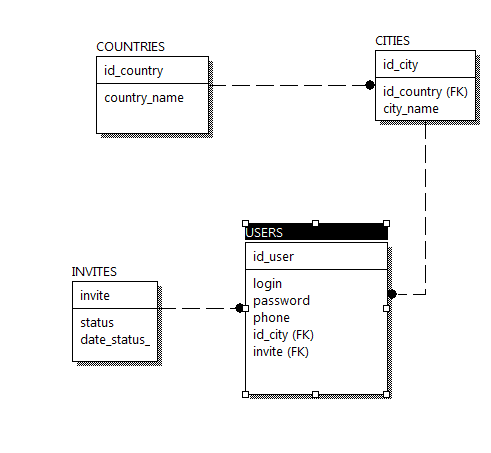 COUNTRIES
id_country
country_name
CITIES
id_city
id_country (FK)
city_name
INVITES
invite
status
date_status_
USERS
id_user
login
password
phone
id_city (FK)
invite (FK)